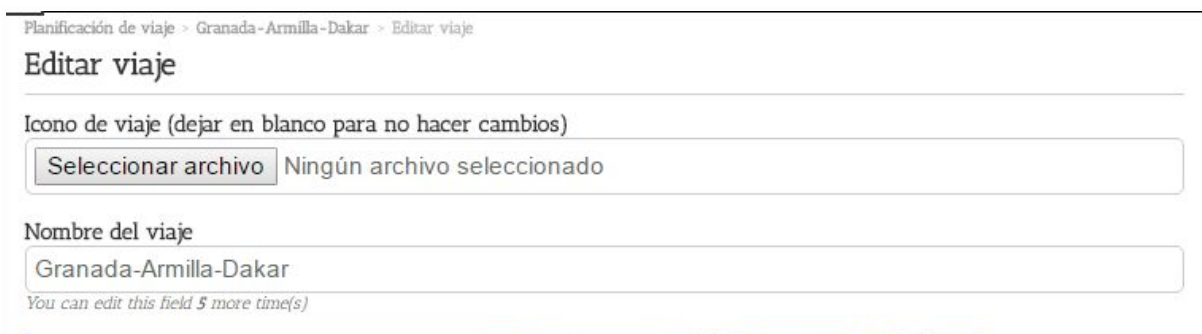 Planificación de viaje > Granada-Armilla-Dakar > Editar viaje
Editar viaje
Icono de viaje (dejar en blanco para no hacer cambios)
Seleccionar archivo Ningún archivo seleccionado
Nombre del viaje
Granada-Armilla-Dakar
You can edit this field 5 more time(s)